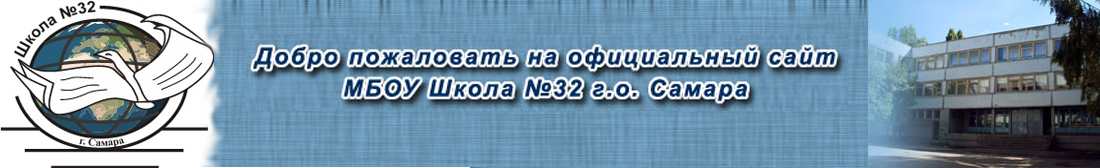 Школа №32
г. Самара
Добро пожаловать на официальный сайт
МБОУ Школа №32 г.о. Самара